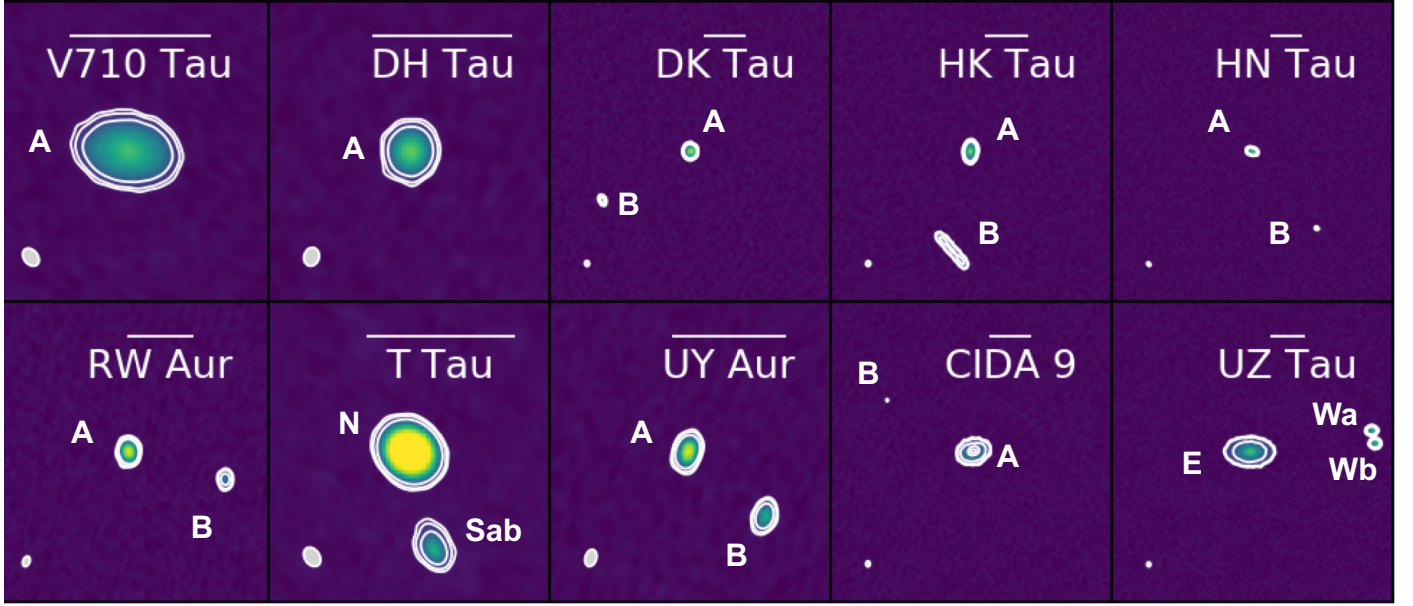 V710 Tau
A
DH Tau
A
DK Tau
A
B
HK Tau
A
B
HN Tau
A
B
RW Aur
A
B
T Tau
N
Sab
UY Aur
A
B
CIDA 9
B
A
UZ Tau
Wa
E
Wb